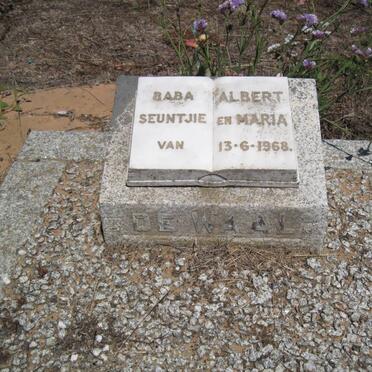 BABA ALBERT
SEUNTJIE EN MARIA
VAN 13-6-1968.
DE WAAL